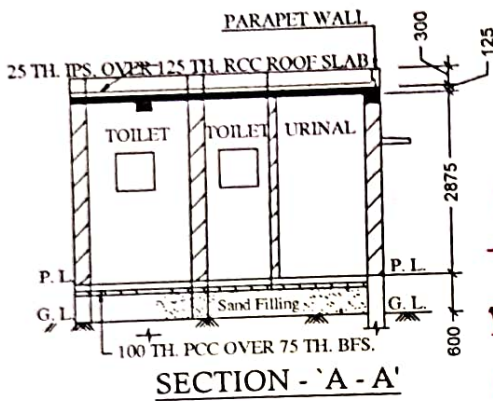 PARAPET WALL
300
125
25 TH. IPS. OVER 125 TH. RCC ROOF SLAB
TOILET
TOILET
URINAL
2875
P. L.
P. L.
G. L.
Sand Filling
G. L.
600
100 TH. PCC OVER 75 TH. BFS.
SECTION - `A - A'